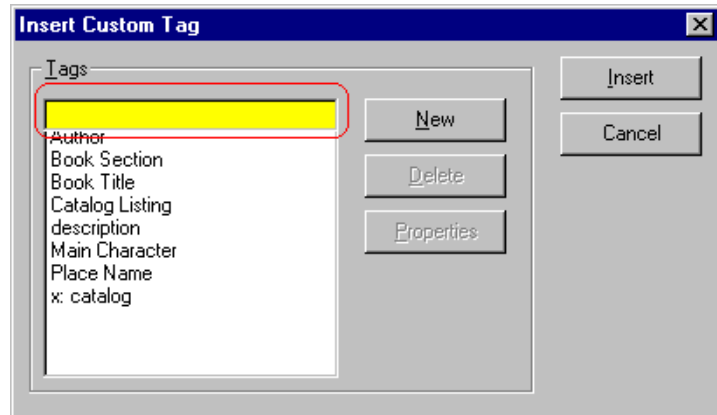 Insert Custom Tag
Tags
Insert
New
Cancel
Author
Book Section
Book Title
Delete
Catalog Listing
description
Properties
Main Character
Place Name
x: catalog